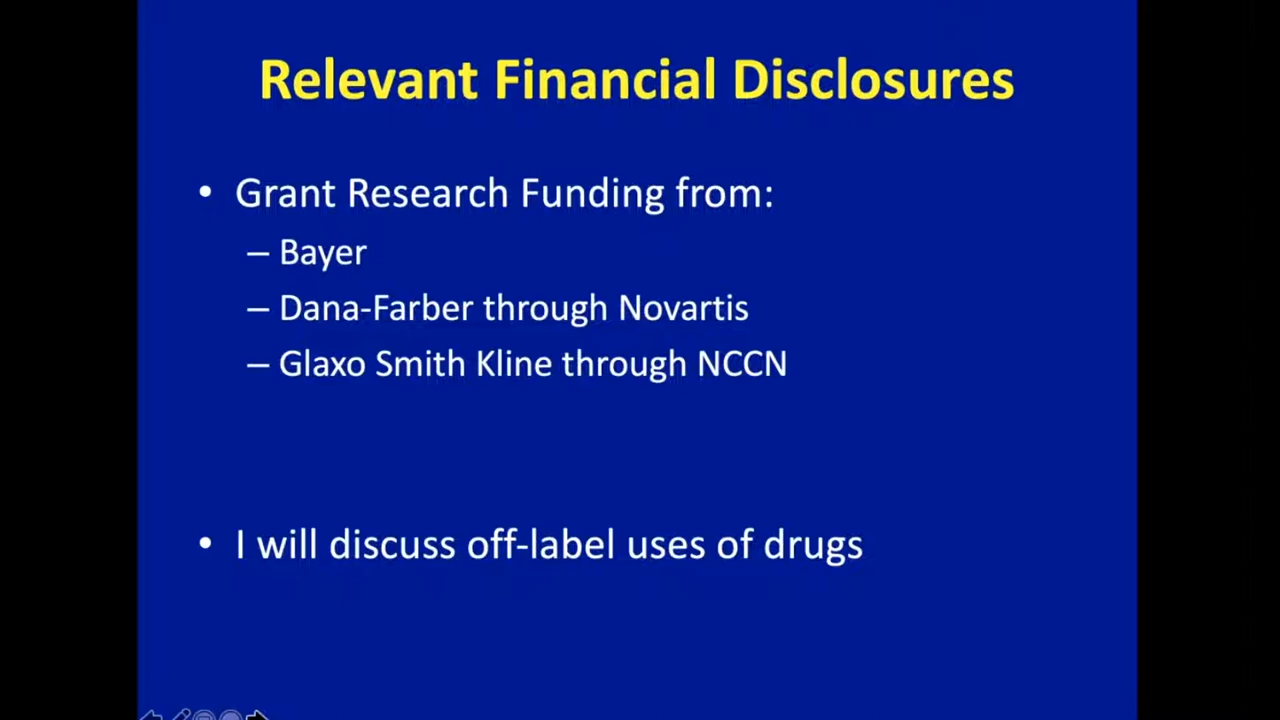 Relevant Financial Disclosures
• Grant Research Funding from:
– Bayer
– Dana-Farber through Novartis
– Glaxo Smith Kline through NCCN
• I will discuss off-label uses of drugs